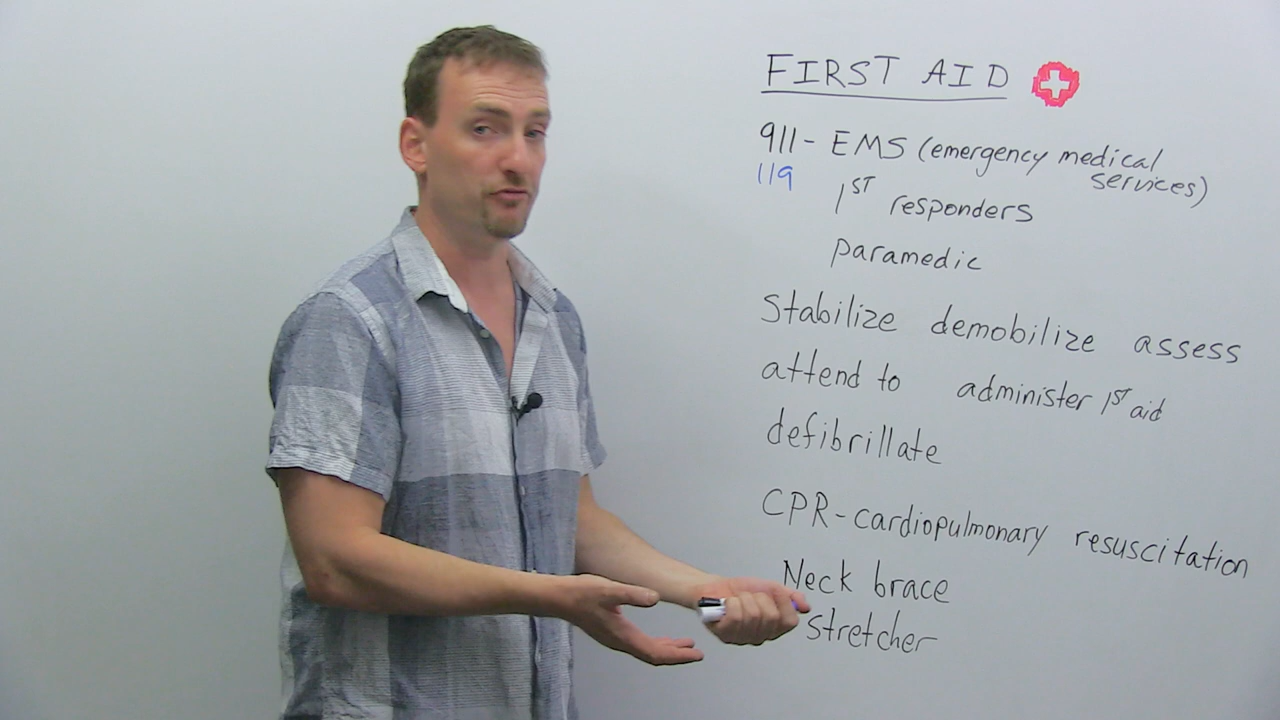 FIRST AID
911- EMS (emergency medical
services)
119
1ST responders
paramedic
Stabilize demobilize assess
attend to administer 1ST aid
defibrillate
CPR-cardiopulmonary resuscitation
Neck brace
stretcher